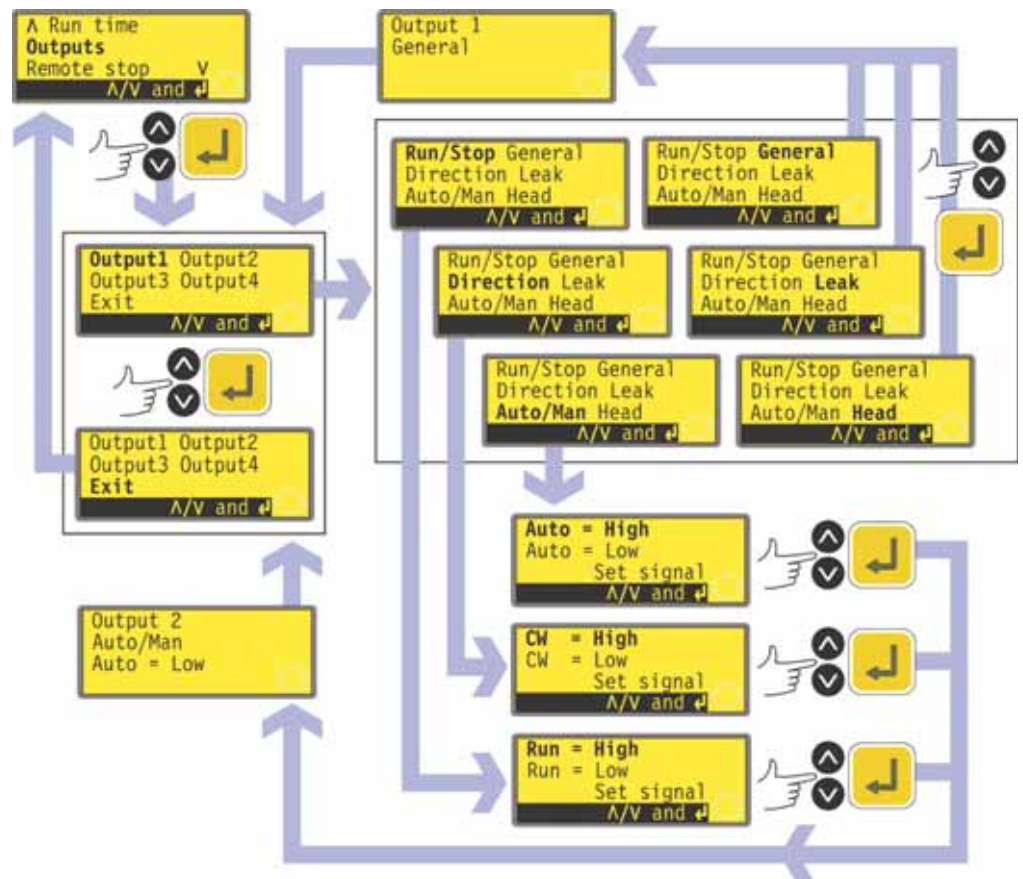 Λ Run time
Outputs
Remote stop V
Λ/V and ↲
Output 1
General
Run/Stop General
Direction Leak
Auto/Man Head
Λ/V and ↲
Run/Stop General
Direction Leak
Auto/Man Head
Λ/V and ↲
Output1 Output2
Output3 Output4
Exit
Λ/V and ↲
Run/Stop General
Direction Leak
Auto/Man Head
Λ/V and ↲
Run/Stop General
Direction Leak
Auto/Man Head
Λ/V and ↲
Run/Stop General
Direction Leak
Auto/Man Head
Λ/V and ↲
Run/Stop General
Direction Leak
Auto/Man Head
Λ/V and ↲
Output1 Output2
Output3 Output4
Exit
Λ/V and ↲
Auto = High
Auto = Low
Set signal
Λ/V and ↲
Output 2
Auto/Man
Auto = Low
CW = High
CW = Low
Set signal
Λ/V and ↲
Run = High
Run = Low
Set signal
Λ/V and ↲